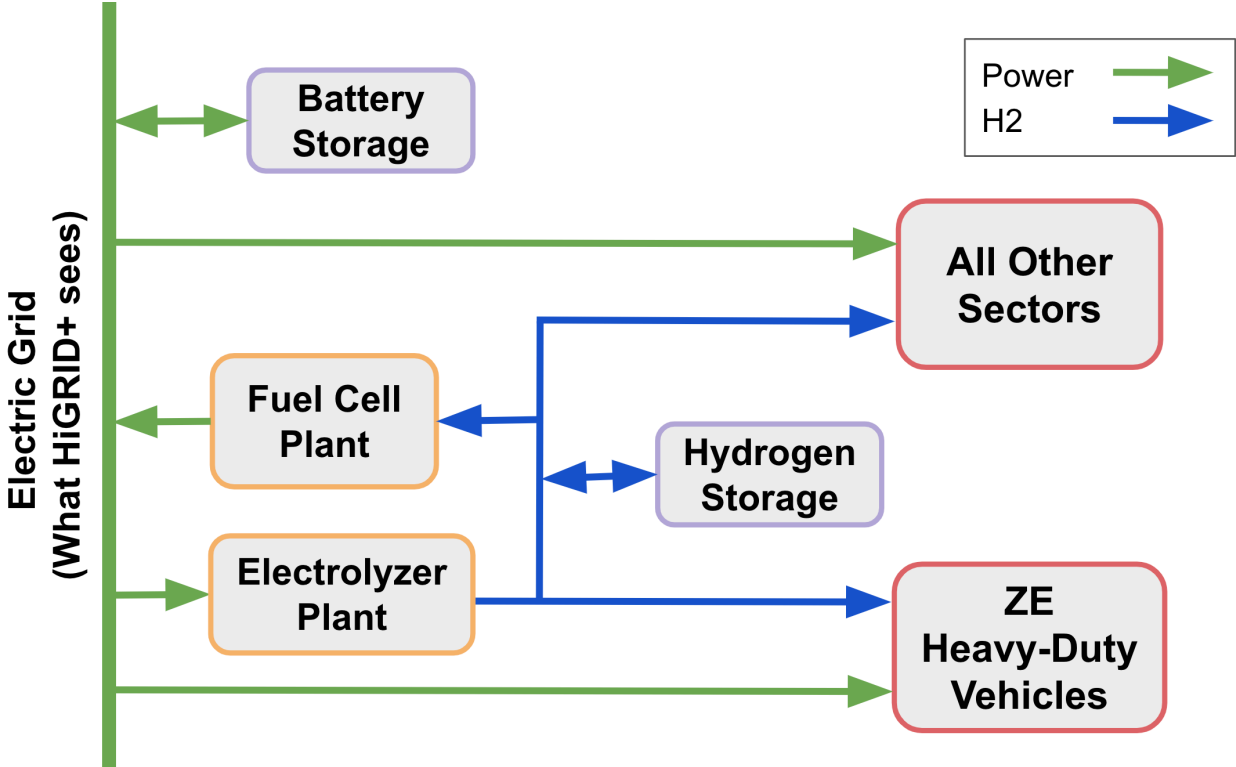 Electric Grid
(What HiGRID+ sees)
Battery
Storage
Power
H2
All Other
Sectors
Fuel Cell
Plant
Hydrogen
Storage
Electrolyzer
Plant
ZE
Heavy-Duty
Vehicles